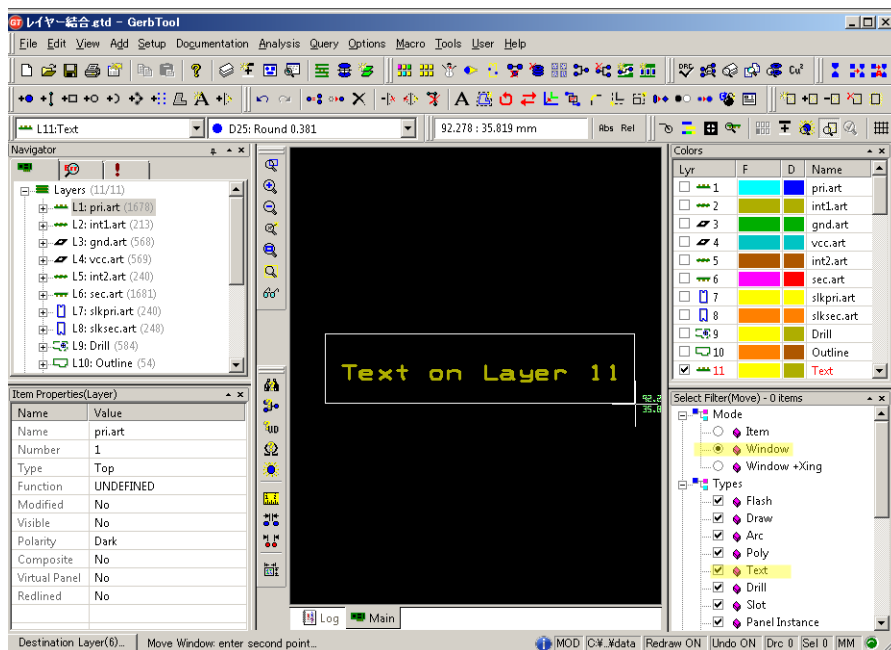 GT レイヤー結合.gtd - GerbTool
File Edit View Add Setup Documentation Analysis Query Options Macro Tools User Help
DRC Cu²
L11:Text D25: Round 0.381 92.278 : 35.819 mm Abs Rel
Navigator
Layers (11/11)
L1: pri.art (1678)
L2: int1.art (213)
L3: gnd.art (568)
L4: vcc.art (569)
L5: int2.art (240)
L6: sec.art (1681)
L7: slkpri.art (240)
L8: slksec.art (248)
L9: Drill (584)
L10: Outline (54)
Item Properties(Layer)
Name Value
Name pri.art
Number 1
Type Top
Function UNDEFINED
Modified No
Visible No
Polarity Dark
Composite No
Virtual Panel No
Redlined No
UD
Text on Layer 11
92.2
35.8
Log Main
Colors
Lyr F D Name
1 pri.art
2 int1.art
3 gnd.art
4 vcc.art
5 int2.art
6 sec.art
7 slkpri.art
8 slksec.art
9 Drill
10 Outline
11 Text
Select Filter(Move) - 0 items
Mode
Item
Window
Window +Xing
Types
Flash
Draw
Arc
Poly
Text
Drill
Slot
Panel Instance
Destination Layer(6)... Move Window: enter second point... MOD C:¥..¥data Redraw ON Undo ON Drc 0 Sel 0 MM